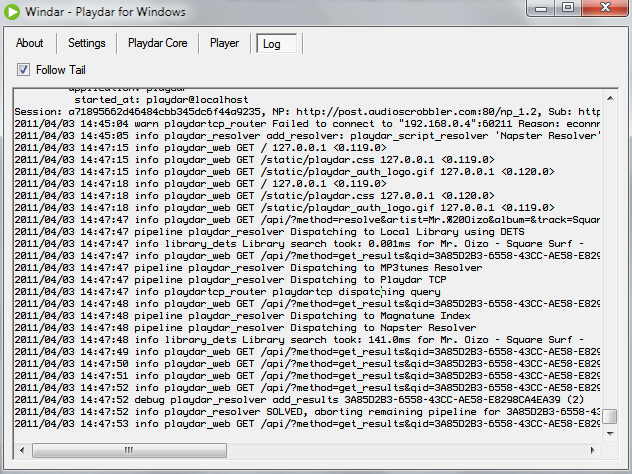 Windar - Playdar for Windows
About Settings Playdar Core Player Log
Follow Tail
application: playdar
started_at: playdar@localhost
Session: a71895662d46484cbb345dc6f44a9235, NP: http://post.audioscrobbler.com:80/np_1.2, Sub: http
2011/04/03 14:45:04 warn playdartcp_router Failed to connect to "192.168.0.4":60211 Reason: econnr
2011/04/03 14:45:05 info playdar_resolver add_resolver: playdar_script_resolver 'Napster Resolver'
2011/04/03 14:47:15 info playdar_web GET / 127.0.0.1 <0.119.0>
2011/04/03 14:47:15 info playdar_web GET /static/playdar.css 127.0.0.1 <0.119.0>
2011/04/03 14:47:15 info playdar_web GET /static/playdar_auth_logo.gif 127.0.0.1 <0.120.0>
2011/04/03 14:47:18 info playdar_web GET / 127.0.0.1 <0.119.0>
2011/04/03 14:47:18 info playdar_web GET /static/playdar.css 127.0.0.1 <0.120.0>
2011/04/03 14:47:18 info playdar_web GET /static/playdar_auth_logo.gif 127.0.0.1 <0.119.0>
2011/04/03 14:47:47 info playdar_web GET /api/?method=resolve&artist=Mr.%20Oizo&album=&track=Squar
2011/04/03 14:47:47 pipeline playdar_resolver Dispatching to Local Library using DETS
2011/04/03 14:47:47 info library_dets Library search took: 0.001ms for Mr. Oizo - Square Surf -
2011/04/03 14:47:47 info playdar_web GET /api/?method=get_results&qid=3A85D2B3-6558-43CC-AE58-E829
2011/04/03 14:47:47 pipeline playdar_resolver Dispatching to MP3tunes Resolver
2011/04/03 14:47:47 pipeline playdar_resolver Dispatching to Playdar TCP
2011/04/03 14:47:47 info playdartcp_router playdartcp dispatching query
2011/04/03 14:47:48 info playdar_web GET /api/?method=get_results&qid=3A85D2B3-6558-43CC-AE58-E829
2011/04/03 14:47:48 pipeline playdar_resolver Dispatching to Magnatune Index
2011/04/03 14:47:48 pipeline playdar_resolver Dispatching to Napster Resolver
2011/04/03 14:47:48 info library_dets Library search took: 141.0ms for Mr. Oizo - Square Surf -
2011/04/03 14:47:49 info playdar_web GET /api/?method=get_results&qid=3A85D2B3-6558-43CC-AE58-E829
2011/04/03 14:47:50 info playdar_web GET /api/?method=get_results&qid=3A85D2B3-6558-43CC-AE58-E829
2011/04/03 14:47:51 info playdar_web GET /api/?method=get_results&qid=3A85D2B3-6558-43CC-AE58-E829
2011/04/03 14:47:52 info playdar_web GET /api/?method=get_results&qid=3A85D2B3-6558-43CC-AE58-E829
2011/04/03 14:47:52 debug playdar_resolver add_results 3A85D2B3-6558-43CC-AE58-E8298CA4EA39 (2)
2011/04/03 14:47:52 info playdar_resolver SOLVED, aborting remaining pipeline for 3A85D2B3-6558-43
2011/04/03 14:47:53 info playdar_web GET /api/?method=get_results&qid=3A85D2B3-6558-43CC-AE58-E829